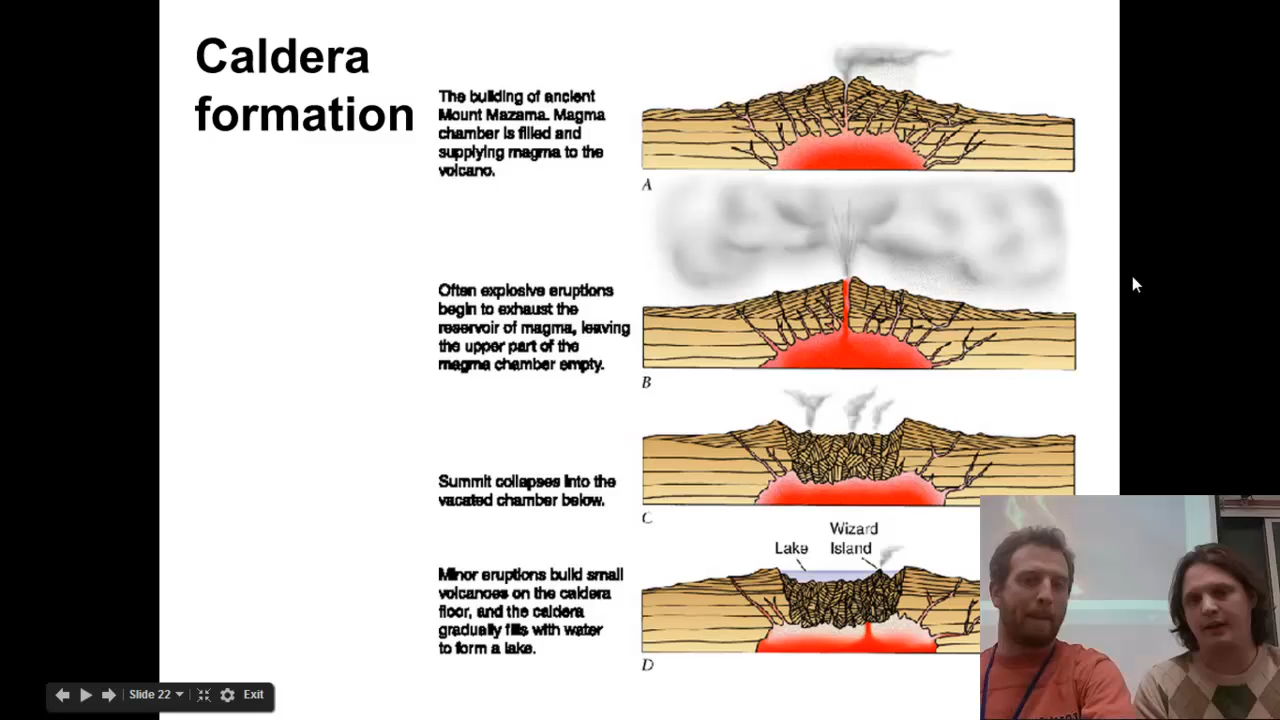 Caldera
formation
The building of ancient
Mount Mazama. Magma
chamber is filled and
supplying magma to the
volcano.
A
Often explosive eruptions
begin to exhaust the
reservoir of magma, leaving
the upper part of the
magma chamber empty.
B
Summit collapses into the
vacated chamber below.
C
Wizard
Lake Island
Minor eruptions build small
volcanoes on the caldera
floor, and the caldera
gradually fills with water
to form a lake.
D
Slide 22 Exit